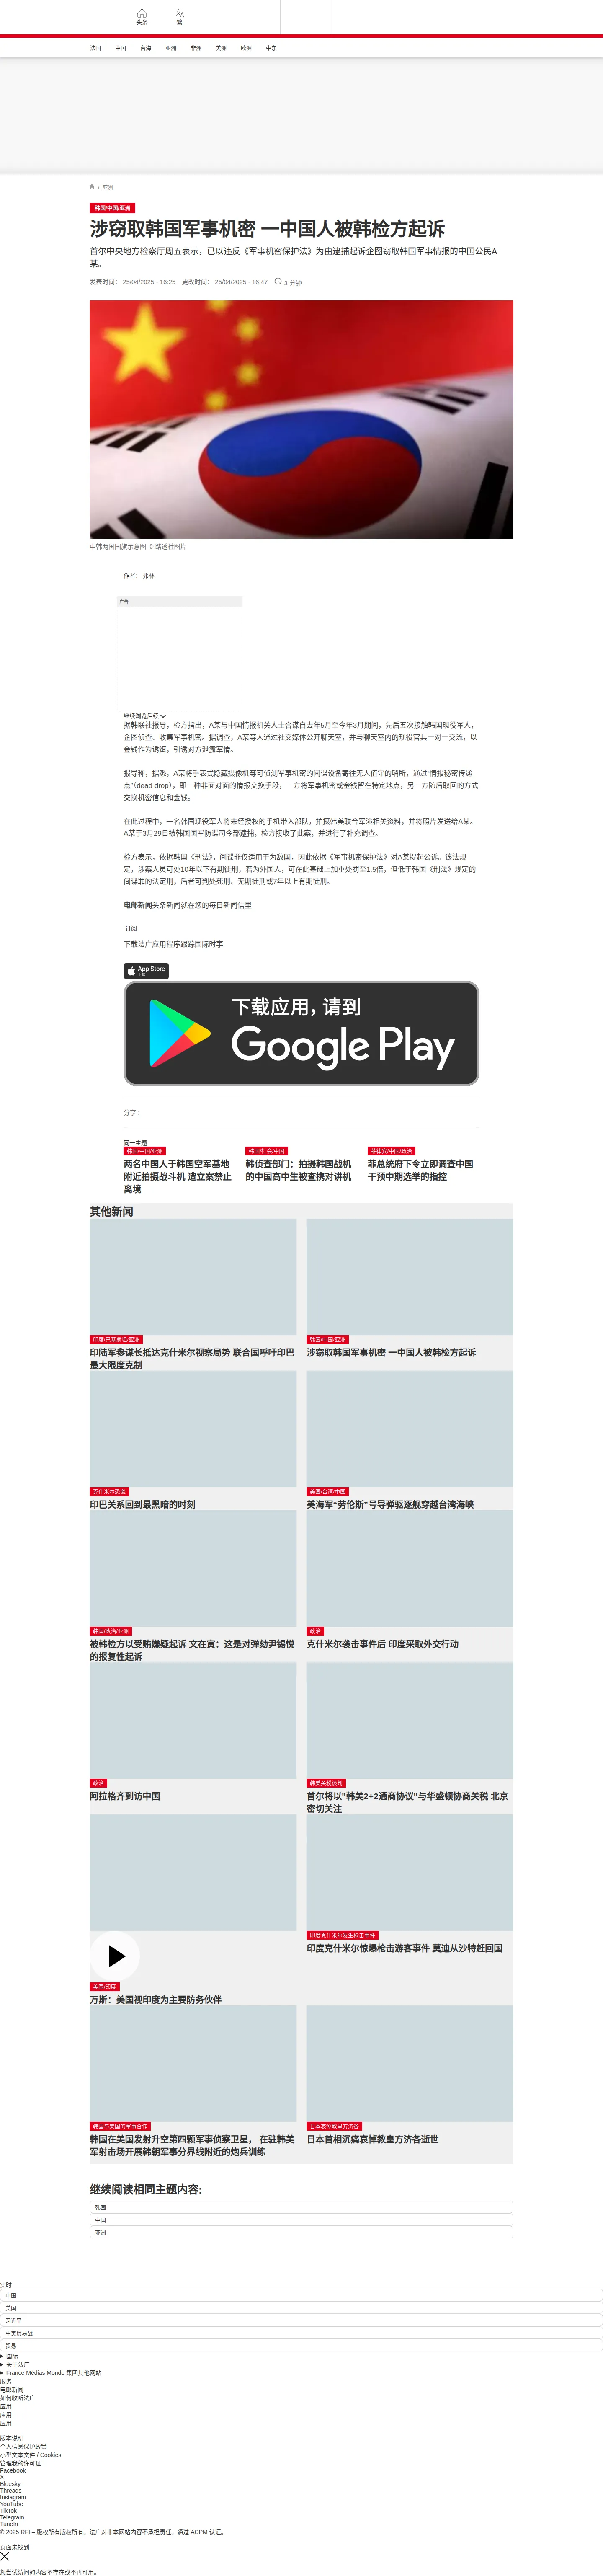 头条
繁
法国
中国
台海
亚洲
非洲
美洲
欧洲
中东
/ 亚洲
韩国/中国/亚洲
涉窃取韩国军事机密 一中国人被韩检方起诉
首尔中央地方检察厅周五表示，已以违反《军事机密保护法》为由逮捕起诉企图窃取韩国军事情报的中国公民A
某。
发表时间： 25/04/2025 - 16:25 更改时间： 25/04/2025 - 16:47 3 分钟
中韩两国国旗示意图 © 路透社图片
作者： 弗林
广告
继续浏览后续
据韩联社报导，检方指出，A某与中国情报机关人士合谋自去年5月至今年3月期间，先后五次接触韩国现役军人，
企图侦查、收集军事机密。据调查，A某等人通过社交媒体公开聊天室，并与聊天室内的现役官兵一对一交流，以
金钱作为诱饵，引诱对方泄露军情。
报导称，据悉，A某将手表式隐藏摄像机等可侦测军事机密的间谍设备寄往无人值守的哨所，通过“情报秘密传递
点”（dead drop），即一种非面对面的情报交换手段，一方将军事机密或金钱留在特定地点，另一方随后取回的方式
交换机密信息和金钱。
在此过程中，一名韩国现役军人将未经授权的手机带入部队，拍摄韩美联合军演相关资料，并将照片发送给A某。
A某于3月29日被韩国国军防谍司令部逮捕，检方接收了此案，并进行了补充调查。
检方表示，依据韩国《刑法》，间谍罪仅适用于为敌国，因此依据《军事机密保护法》对A某提起公诉。该法规
定，涉案人员可处10年以下有期徒刑，若为外国人，可在此基础上加重处罚至1.5倍，但低于韩国《刑法》规定的
间谍罪的法定刑，后者可判处死刑、无期徒刑或7年以上有期徒刑。
电邮新闻头条新闻就在您的每日新闻信里
订阅
下载法广应用程序跟踪国际时事
App Store
下载
下载应用，请到
Google Play
分享 :
同一主题
韩国/中国/亚洲
两名中国人于韩国空军基地
附近拍摄战斗机 遭立案禁止
离境
韩国/社会/中国
韩侦查部门：拍摄韩国战机
的中国高中生被查携对讲机
菲律宾/中国/政治
菲总统府下令立即调查中国
干预中期选举的指控
其他新闻
印度/巴基斯坦/亚洲
印陆军参谋长抵达克什米尔视察局势 联合国呼吁印巴
最大限度克制
韩国/中国/亚洲
涉窃取韩国军事机密 一中国人被韩检方起诉
克什米尔恐袭
印巴关系回到最黑暗的时刻
美国/台湾/中国
美海军“劳伦斯”号导弹驱逐舰穿越台湾海峡
韩国/政治/亚洲
被韩检方以受贿嫌疑起诉 文在寅：这是对弹劾尹锡悦
的报复性起诉
政治
克什米尔袭击事件后 印度采取外交行动
政治
阿拉格齐到访中国
韩美关税谈判
首尔将以"韩美2+2通商协议"与华盛顿协商关税 北京
密切关注
美国/印度
万斯：美国视印度为主要防务伙伴
印度克什米尔发生枪击事件
印度克什米尔惊爆枪击游客事件 莫迪从沙特赶回国
韩国与美国的军事合作
韩国在美国发射升空第四颗军事侦察卫星， 在驻韩美
军射击场开展韩朝军事分界线附近的炮兵训练
日本哀悼教皇方济各
日本首相沉痛哀悼教皇方济各逝世
继续阅读相同主题内容:
韩国
中国
亚洲
实时
中国
美国
习近平
中美贸易战
贸易
国际
关于法广
France Médias Monde 集团其他网站
服务
电邮新闻
如何收听法广
应用
应用
应用
版本说明
个人信息保护政策
小型文本文件 / Cookies
管理我的许可证
Facebook
X
Bluesky
Threads
Instagram
YouTube
TikTok
Telegram
TuneIn
© 2025 RFI – 版权所有版权所有。法广对非本网站内容不承担责任。通过 ACPM 认证。
页面未找到
您尝试访问的内容不存在或不再可用。